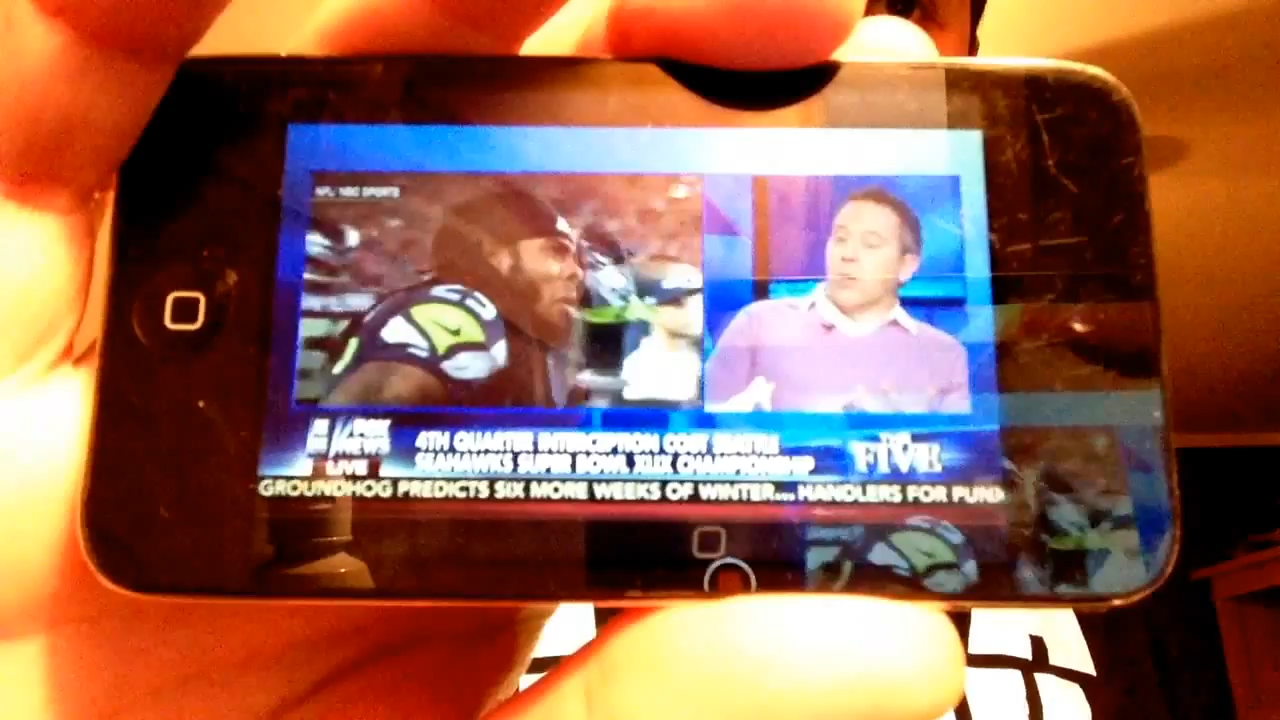 NFL/ NBC SPORTS
FOX
NEWS
LIVE
4TH QUARTER INTERCEPTION COST SEATTLE
SEAHAWKS SUPER BOWL XLIX CHAMPIONSHIP
THE
FIVE
GROUNDHOG PREDICTS SIX MORE WEEKS OF WINTER... HANDLERS FOR PUNX